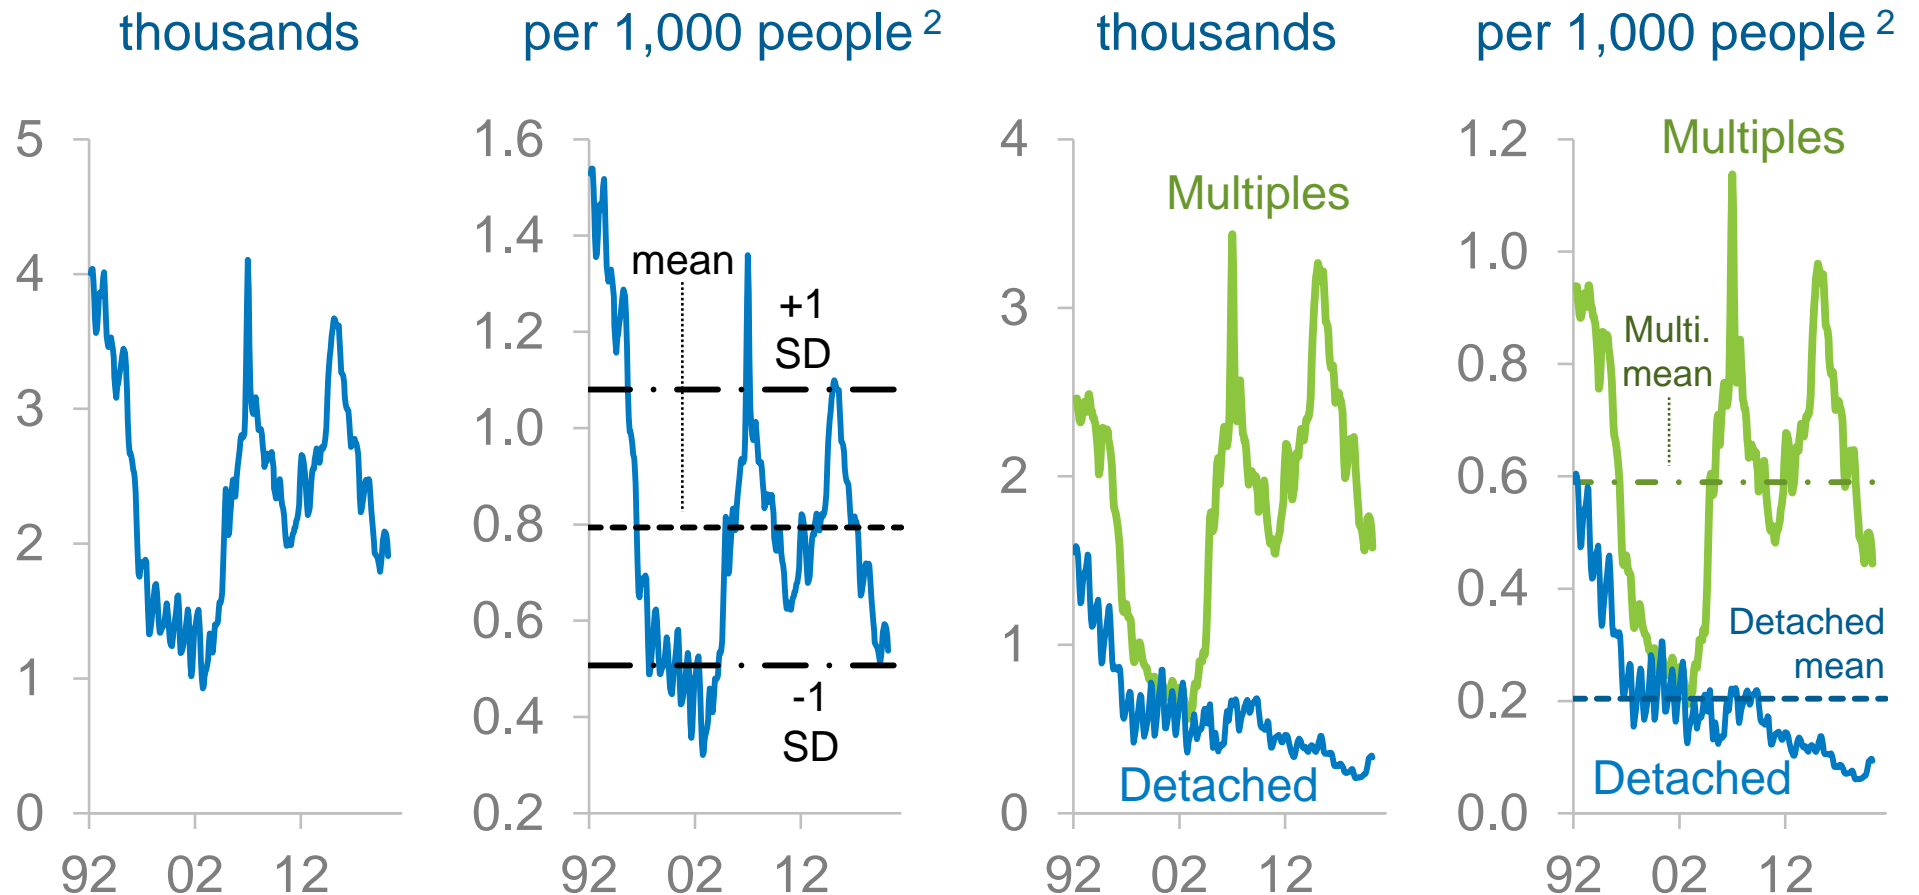 thousands
5
4
3
2
1
0
92 02 12
per 1,000 people ²
1.6
1.4
1.2
1.0
0.8
0.6
0.4
0.2
mean
+1
SD
-1
SD
92 02 12
thousands
4
3
2
1
0
Multiples
Detached
92 02 12
per 1,000 people ²
1.2
1.0
0.8
0.6
0.4
0.2
0.0
Multiples
Multi.
mean
Detached
mean
Detached
92 02 12